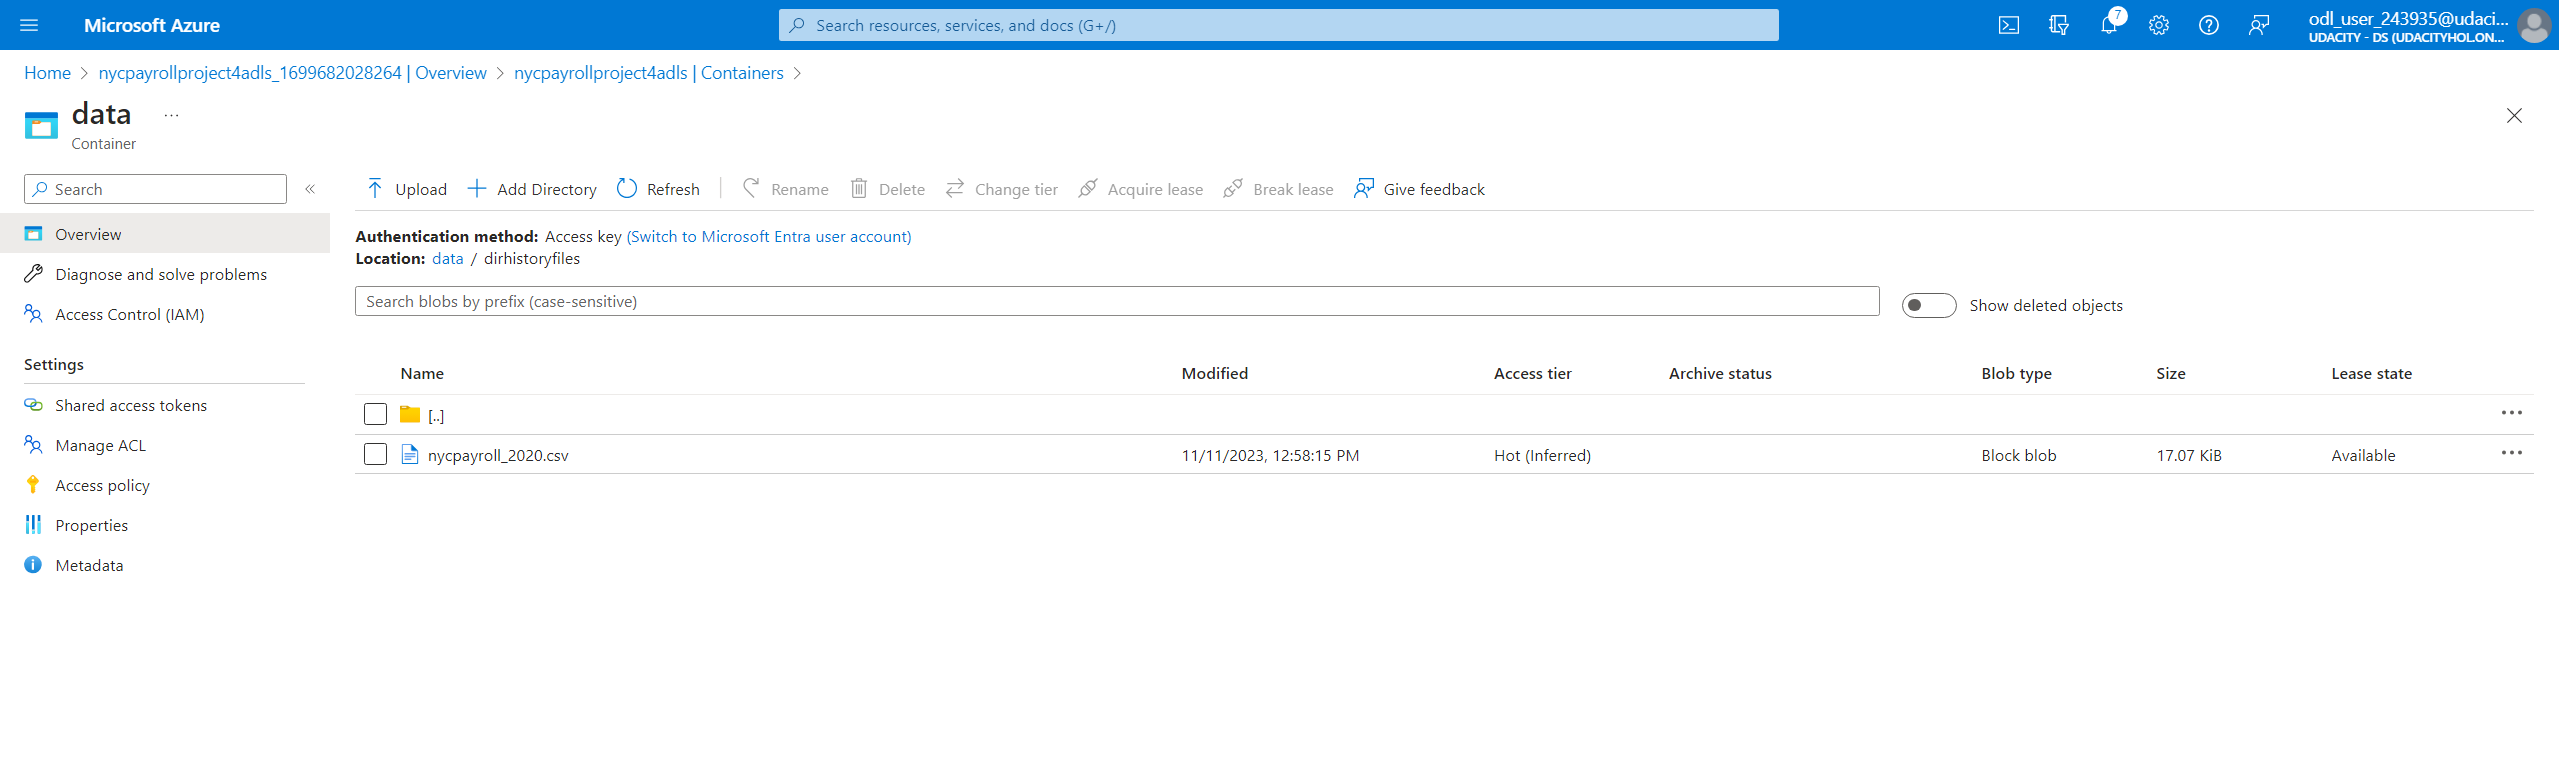 Microsoft Azure
Search resources, services, and docs (G+/)
7
odl_user_243935@udaci...
UDACITY - DS (UDACITYHOL.ON...
Home > nycpayrollproject4adls_1699682028264 | Overview > nycpayrollproject4adls | Containers >
data ...
Container
Search «
Upload Add Directory Refresh Rename Delete Change tier Acquire lease Break lease Give feedback
Overview
Diagnose and solve problems
Access Control (IAM)
Settings
Shared access tokens
Manage ACL
Access policy
Properties
Metadata
Authentication method: Access key (Switch to Microsoft Entra user account)
Location: data / dirhistoryfiles
Search blobs by prefix (case-sensitive)
Show deleted objects
Name Modified Access tier Archive status Blob type Size Lease state
[..]
nycpayroll_2020.csv 11/11/2023, 12:58:15 PM Hot (Inferred) Block blob 17.07 KiB Available